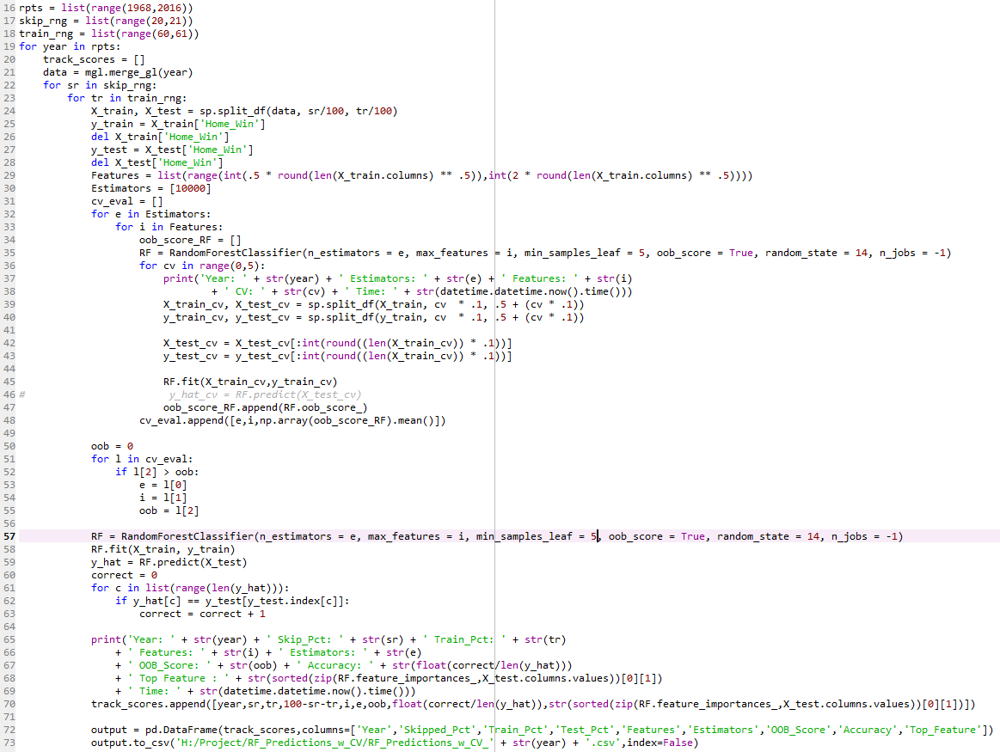 16 rpts = list(range(1968,2016))
17 skip_rng = list(range(20,21))
18 train_rng = list(range(60,61))
19 for year in rpts:
20     track_scores = []
21     data = mgl.merge_gl(year)
22     for sr in skip_rng:
23         for tr in train_rng:
24             X_train, X_test = sp.split_df(data, sr/100, tr/100)
25             y_train = X_train['Home_Win']
26             del X_train['Home_Win']
27             y_test = X_test['Home_Win']
28             del X_test['Home_Win']
29             Features = list(range(int(.5 * round(len(X_train.columns) ** .5)),int(2 * round(len(X_train.columns) ** .5))))
30             Estimators = [10000]
31             cv_eval = []
32             for e in Estimators:
33                 for i in Features:
34                     oob_score_RF = []
35                     RF = RandomForestClassifier(n_estimators = e, max_features = i, min_samples_leaf = 5, oob_score = True, random_state = 14, n_jobs = -1)
36                     for cv in range(0,5):
37                         print('Year: ' + str(year) + ' Estimators: ' + str(e) + ' Features: ' + str(i)
38                                 + ' CV: ' + str(cv) + ' Time: ' + str(datetime.datetime.now().time()))
39                         X_train_cv, X_test_cv = sp.split_df(X_train, cv  * .1, .5 + (cv * .1))
40                         y_train_cv, y_test_cv = sp.split_df(y_train, cv  * .1, .5 + (cv * .1))
41
42                         X_test_cv = X_test_cv[:int(round((len(X_train_cv)) * .1))]
43                         y_test_cv = y_test_cv[:int(round((len(X_train_cv)) * .1))]
44
45                         RF.fit(X_train_cv,y_train_cv)
46 #                        y_hat_cv = RF.predict(X_test_cv)
47                         oob_score_RF.append(RF.oob_score_)
48                     cv_eval.append([e,i,np.array(oob_score_RF).mean()])
49
50             oob = 0
51             for l in cv_eval:
52                 if l[2] > oob:
53                     e = l[0]
54                     i = l[1]
55                     oob = l[2]
56
57             RF = RandomForestClassifier(n_estimators = e, max_features = i, min_samples_leaf = 5, oob_score = True, random_state = 14, n_jobs = -1)
58             RF.fit(X_train, y_train)
59             y_hat = RF.predict(X_test)
60             correct = 0
61             for c in list(range(len(y_hat))):
62                 if y_hat[c] == y_test[y_test.index[c]]:
63                     correct = correct + 1
64
65             print('Year: ' + str(year) + ' Skip_Pct: ' + str(sr) + ' Train_Pct: ' + str(tr)
66                 + ' Features: ' + str(i) + ' Estimators: ' + str(e)
67                 + ' OOB_Score: ' + str(oob) + ' Accuracy: ' + str(float(correct/len(y_hat)))
68                 + ' Top Feature : ' + str(sorted(zip(RF.feature_importances_,X_test.columns.values))[0][1])
69                 + ' Time: ' + str(datetime.datetime.now().time()))
70             track_scores.append([year,sr,tr,100-sr-tr,i,e,oob,float(correct/len(y_hat)),str(sorted(zip(RF.feature_importances_,X_test.columns.values))[0][1])])
71
72             output = pd.DataFrame(track_scores,columns=['Year','Skipped_Pct','Train_Pct','Test_Pct','Features','Estimators','OOB_Score','Accuracy','Top_Feature'])
73             output.to_csv('H:/Project/RF_Predictions_w_CV/RF_Predictions_w_CV_' + str(year) + '.csv',index=False)